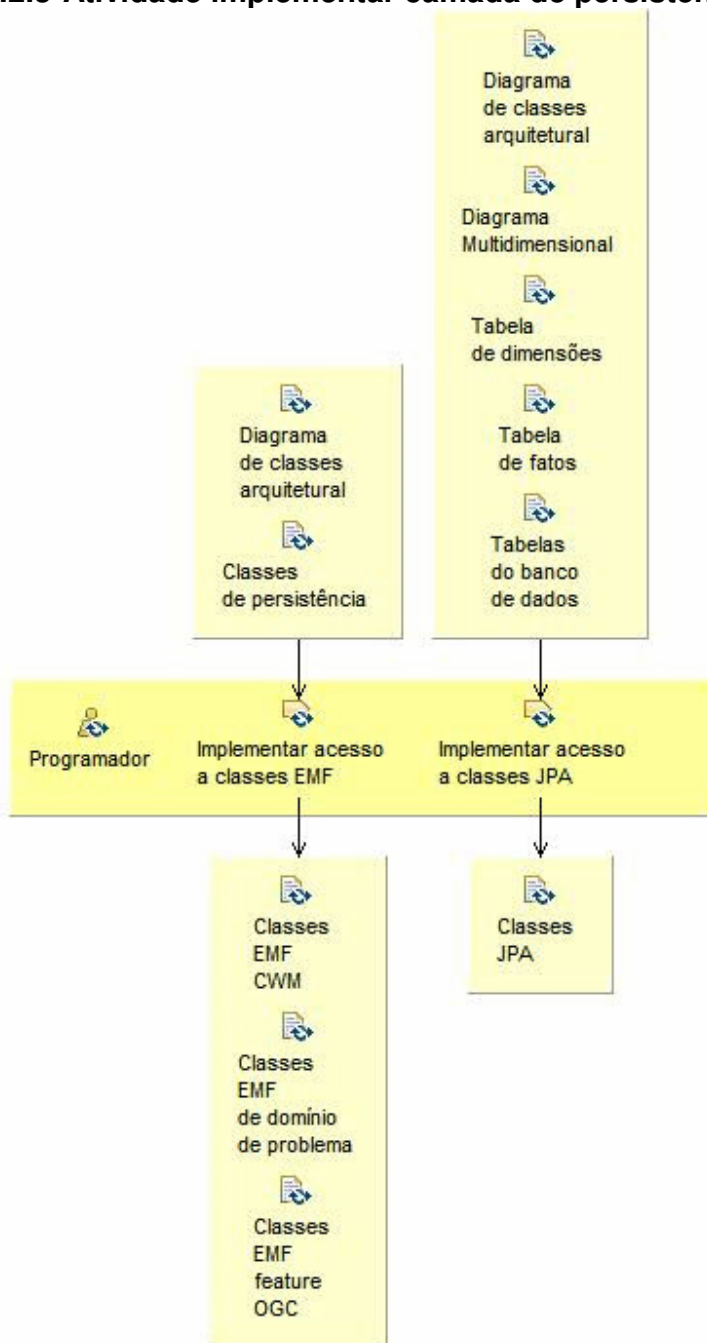 Atividade
Diagrama
de classes
arquitetural
Diagrama
Multidimensional
Tabela
de dimensões
Tabela
de fatos
Tabelas
do banco
de dados
Diagrama
de classes
arquitetural
Classes
de persistência
Programador
Implementar acesso
a classes EMF
Implementar acesso
a classes JPA
Classes
EMF
CWM
Classes
EMF
de domínio
de problema
Classes
EMF
feature
OGC
Classes
JPA